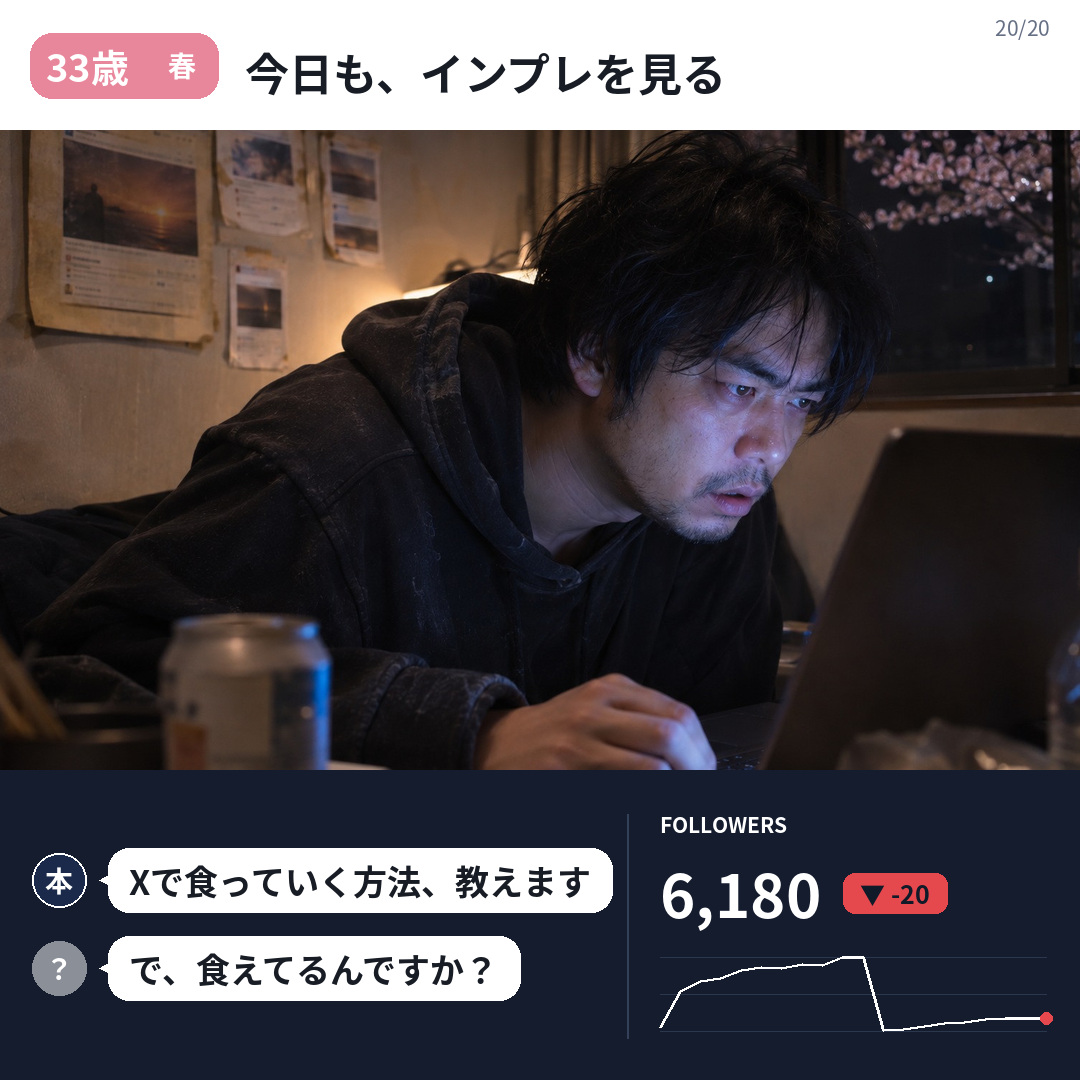 20/20
33歳 春 今日も、インプレを見る
本 Xで食っていく方法、教えます
? で、食えてるんですか？
FOLLOWERS
6,180 ▼ -20